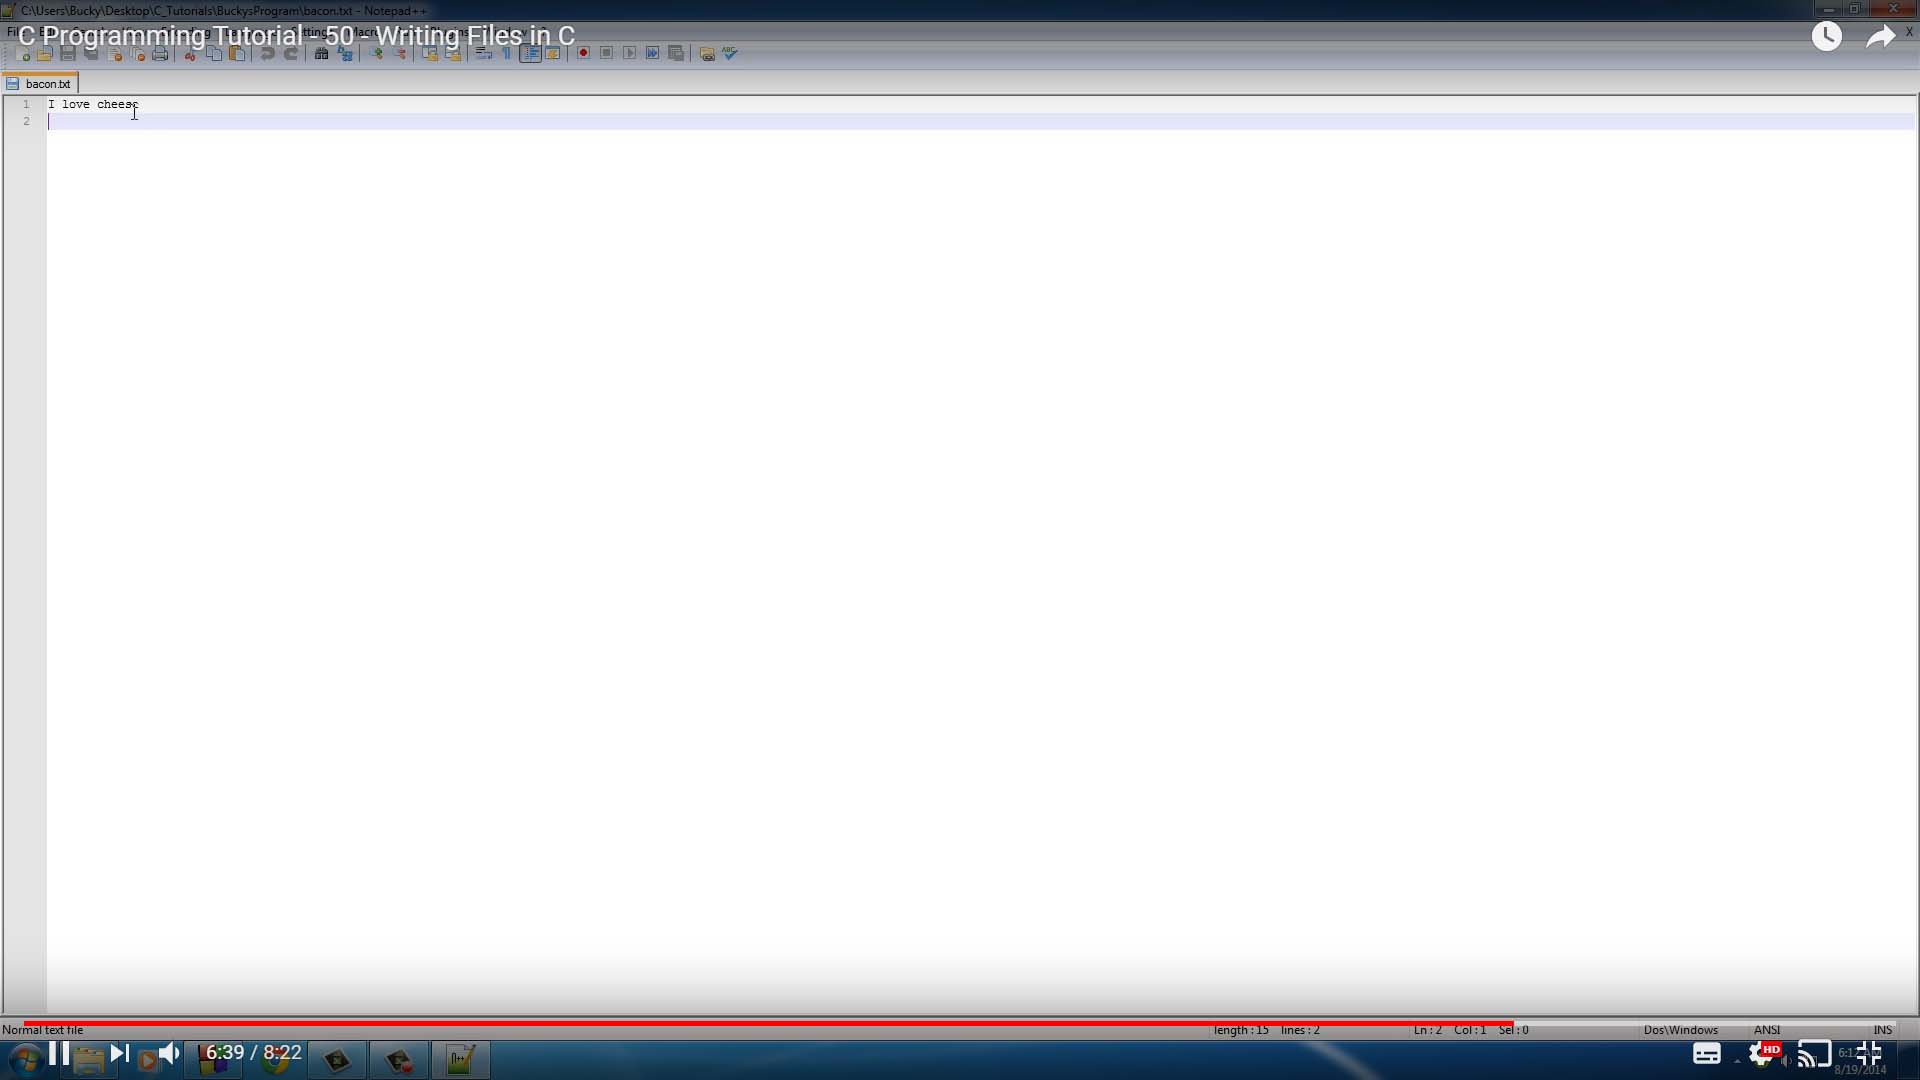 C:\Users\Bucky\Desktop\C_Tutorials\BuckysProgram\bacon.txt - Notepad++
C Programming Tutorial - 50 - Writing Files in C
X
bacon.txt
1 I love cheese
2
Normal text file length : 15 lines : 2 Ln : 2 Col : 1 Sel : 0 Dos\Windows ANSI INS
6:39 / 8:22
HD
8/19/2014